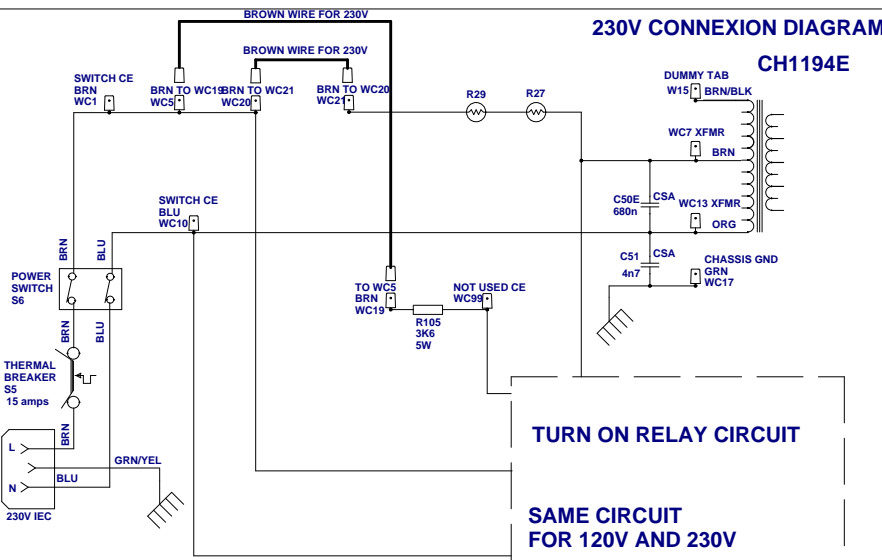 BROWN WIRE FOR 230V
230V CONNEXION DIAGRAM
BROWN WIRE FOR 230V
CH1194E
SWITCH CE
BRN
WC1
BRN TO WC19
WC5
BRN TO WC21
WC20
BRN TO WC20
WC21
R29
R27
DUMMY TAB
W15
BRN/BLK
WC7 XFMR
BRN
C50E
680n
CSA
WC13 XFMR
ORG
SWITCH CE
BLU
WC10
C51
4n7
CSA
CHASSIS GND
GRN
WC17
BRN
BLU
POWER
SWITCH
S6
TO WC5
BRN
WC19
NOT USED CE
WC99
R105
3K6
5W
BRN
BLU
THERMAL
BREAKER
S5
15 amps
BRN
TURN ON RELAY CIRCUIT
L
GRN/YEL
BLU
N
230V IEC
SAME CIRCUIT
FOR 120V AND 230V